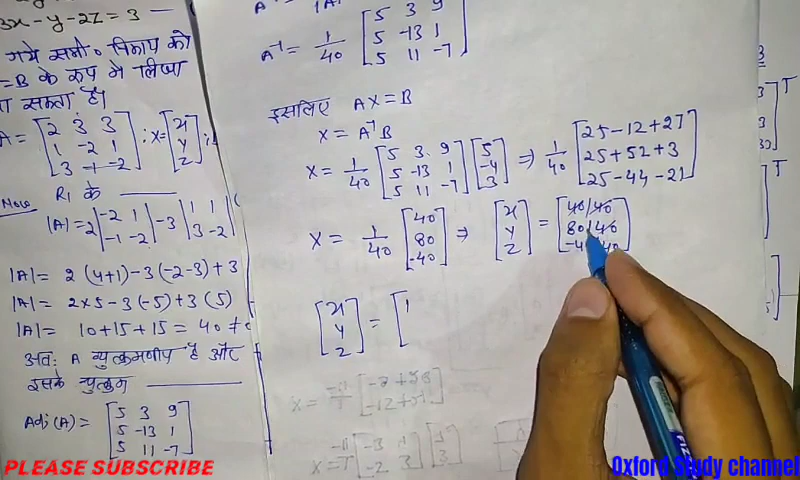 3x-y-2z=3
गये समी० निकाय को
=B के रूप में लिखा
जा सकता है।
A = [2 3 3
1 -2 1
3 -1 -2] ; X = [x
y
z] ;
Now R₁ के
|A| = 2 |-2 1
-1 -2| -3 |1 1
3 -2|
|A| = 2(4+1)-3(-2-3)+3
|A| = 2×5-3(-5)+3(5)
|A| = 10+15+15 = 40 ≠ 0
अतः A व्युत्क्रमणीय है और
इसके व्युत्क्रम
Adj(A) = [5 3 9
5 -13 1
5 11 -7]
A⁻¹ = 1/40 [5 3 9
5 -13 1
5 11 -7]
इसलिए AX = B
X = A⁻¹B
X = 1/40 [5 3 9
5 -13 1
5 11 -7] [5
-4
3] ⇒ 1/40 [25-12+27
25+52+3
25-44-21]
X = 1/40 [40
80
-40] ⇒ [x
y
z] = [40/40
80/40
-40/40]
[x
y
z] = [1
PLEASE SUBSCRIBE
Oxford Study channel